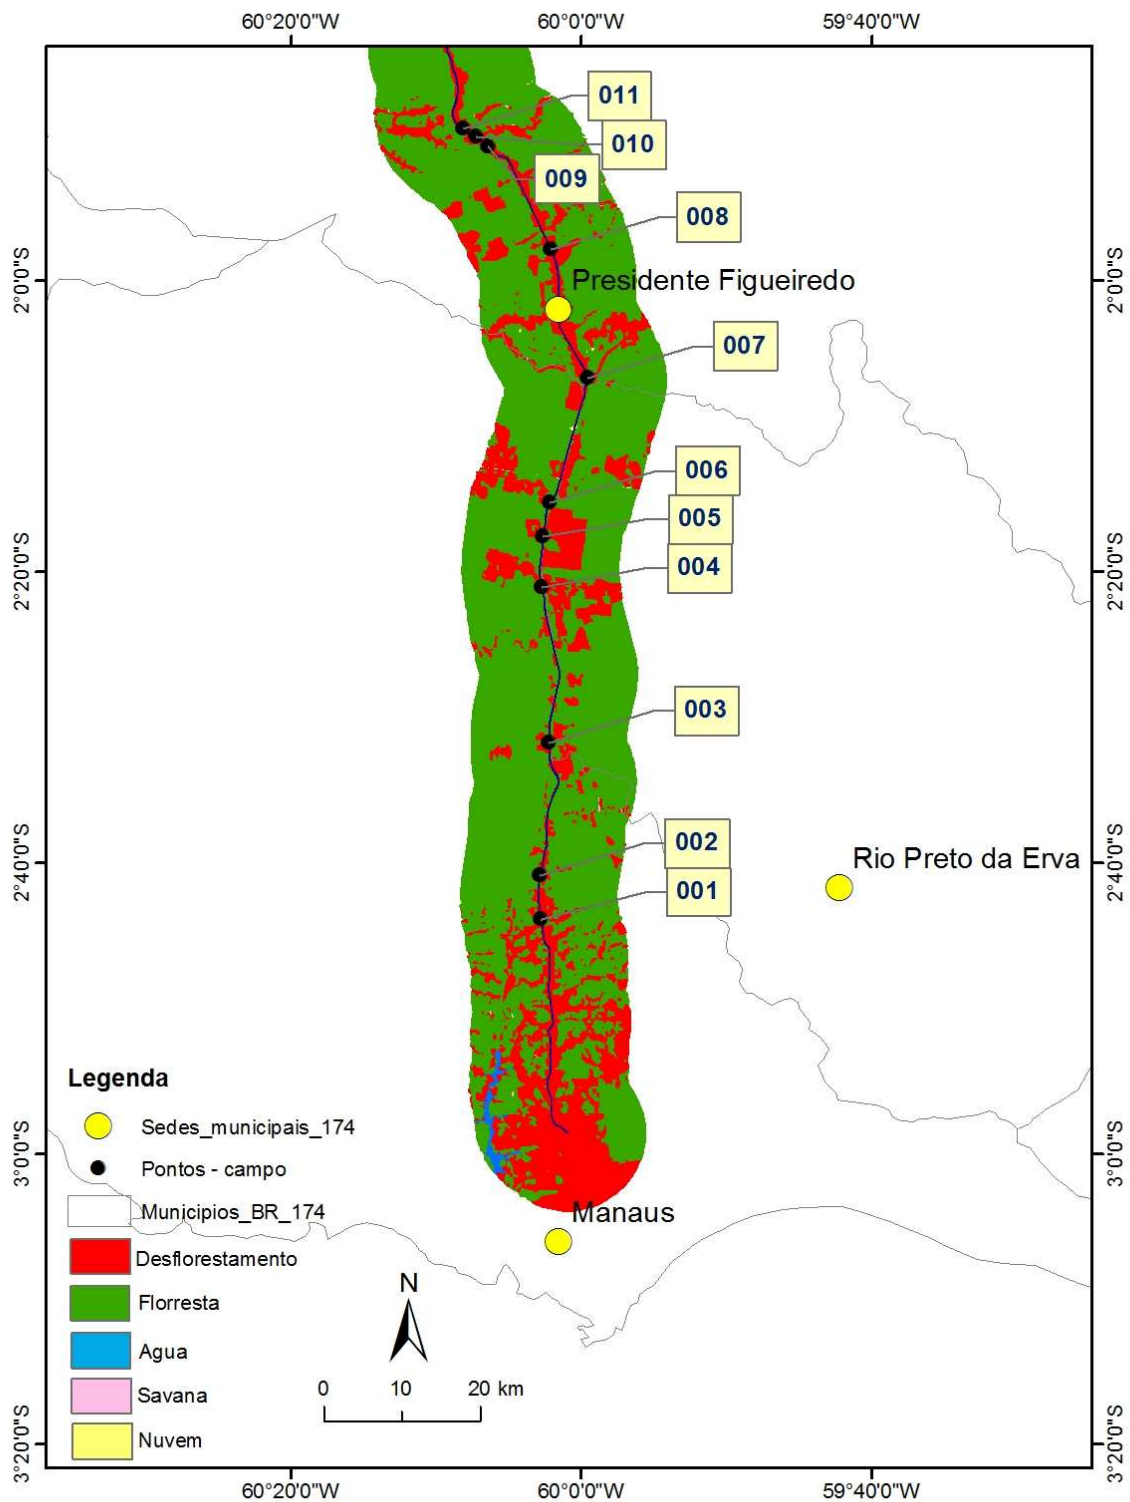 60°20'0"W
60°0'0"W
59°40'0"W
011
010
009
008
Presidente Figueiredo
2°0'0"S
2°0'0"S
007
006
005
004
2°20'0"S
2°20'0"S
003
002
001
Rio Preto da Erva
2°40'0"S
2°40'0"S
Legenda
Sedes_municipais_174
Pontos - campo
Municipios_BR_174
Desflorestamento
Florresta
Agua
Savana
Nuvem
3°0'0"S
3°0'0"S
Manaus
N
0 10 20 km
3°20'0"S
3°20'0"S
60°20'0"W
60°0'0"W
59°40'0"W